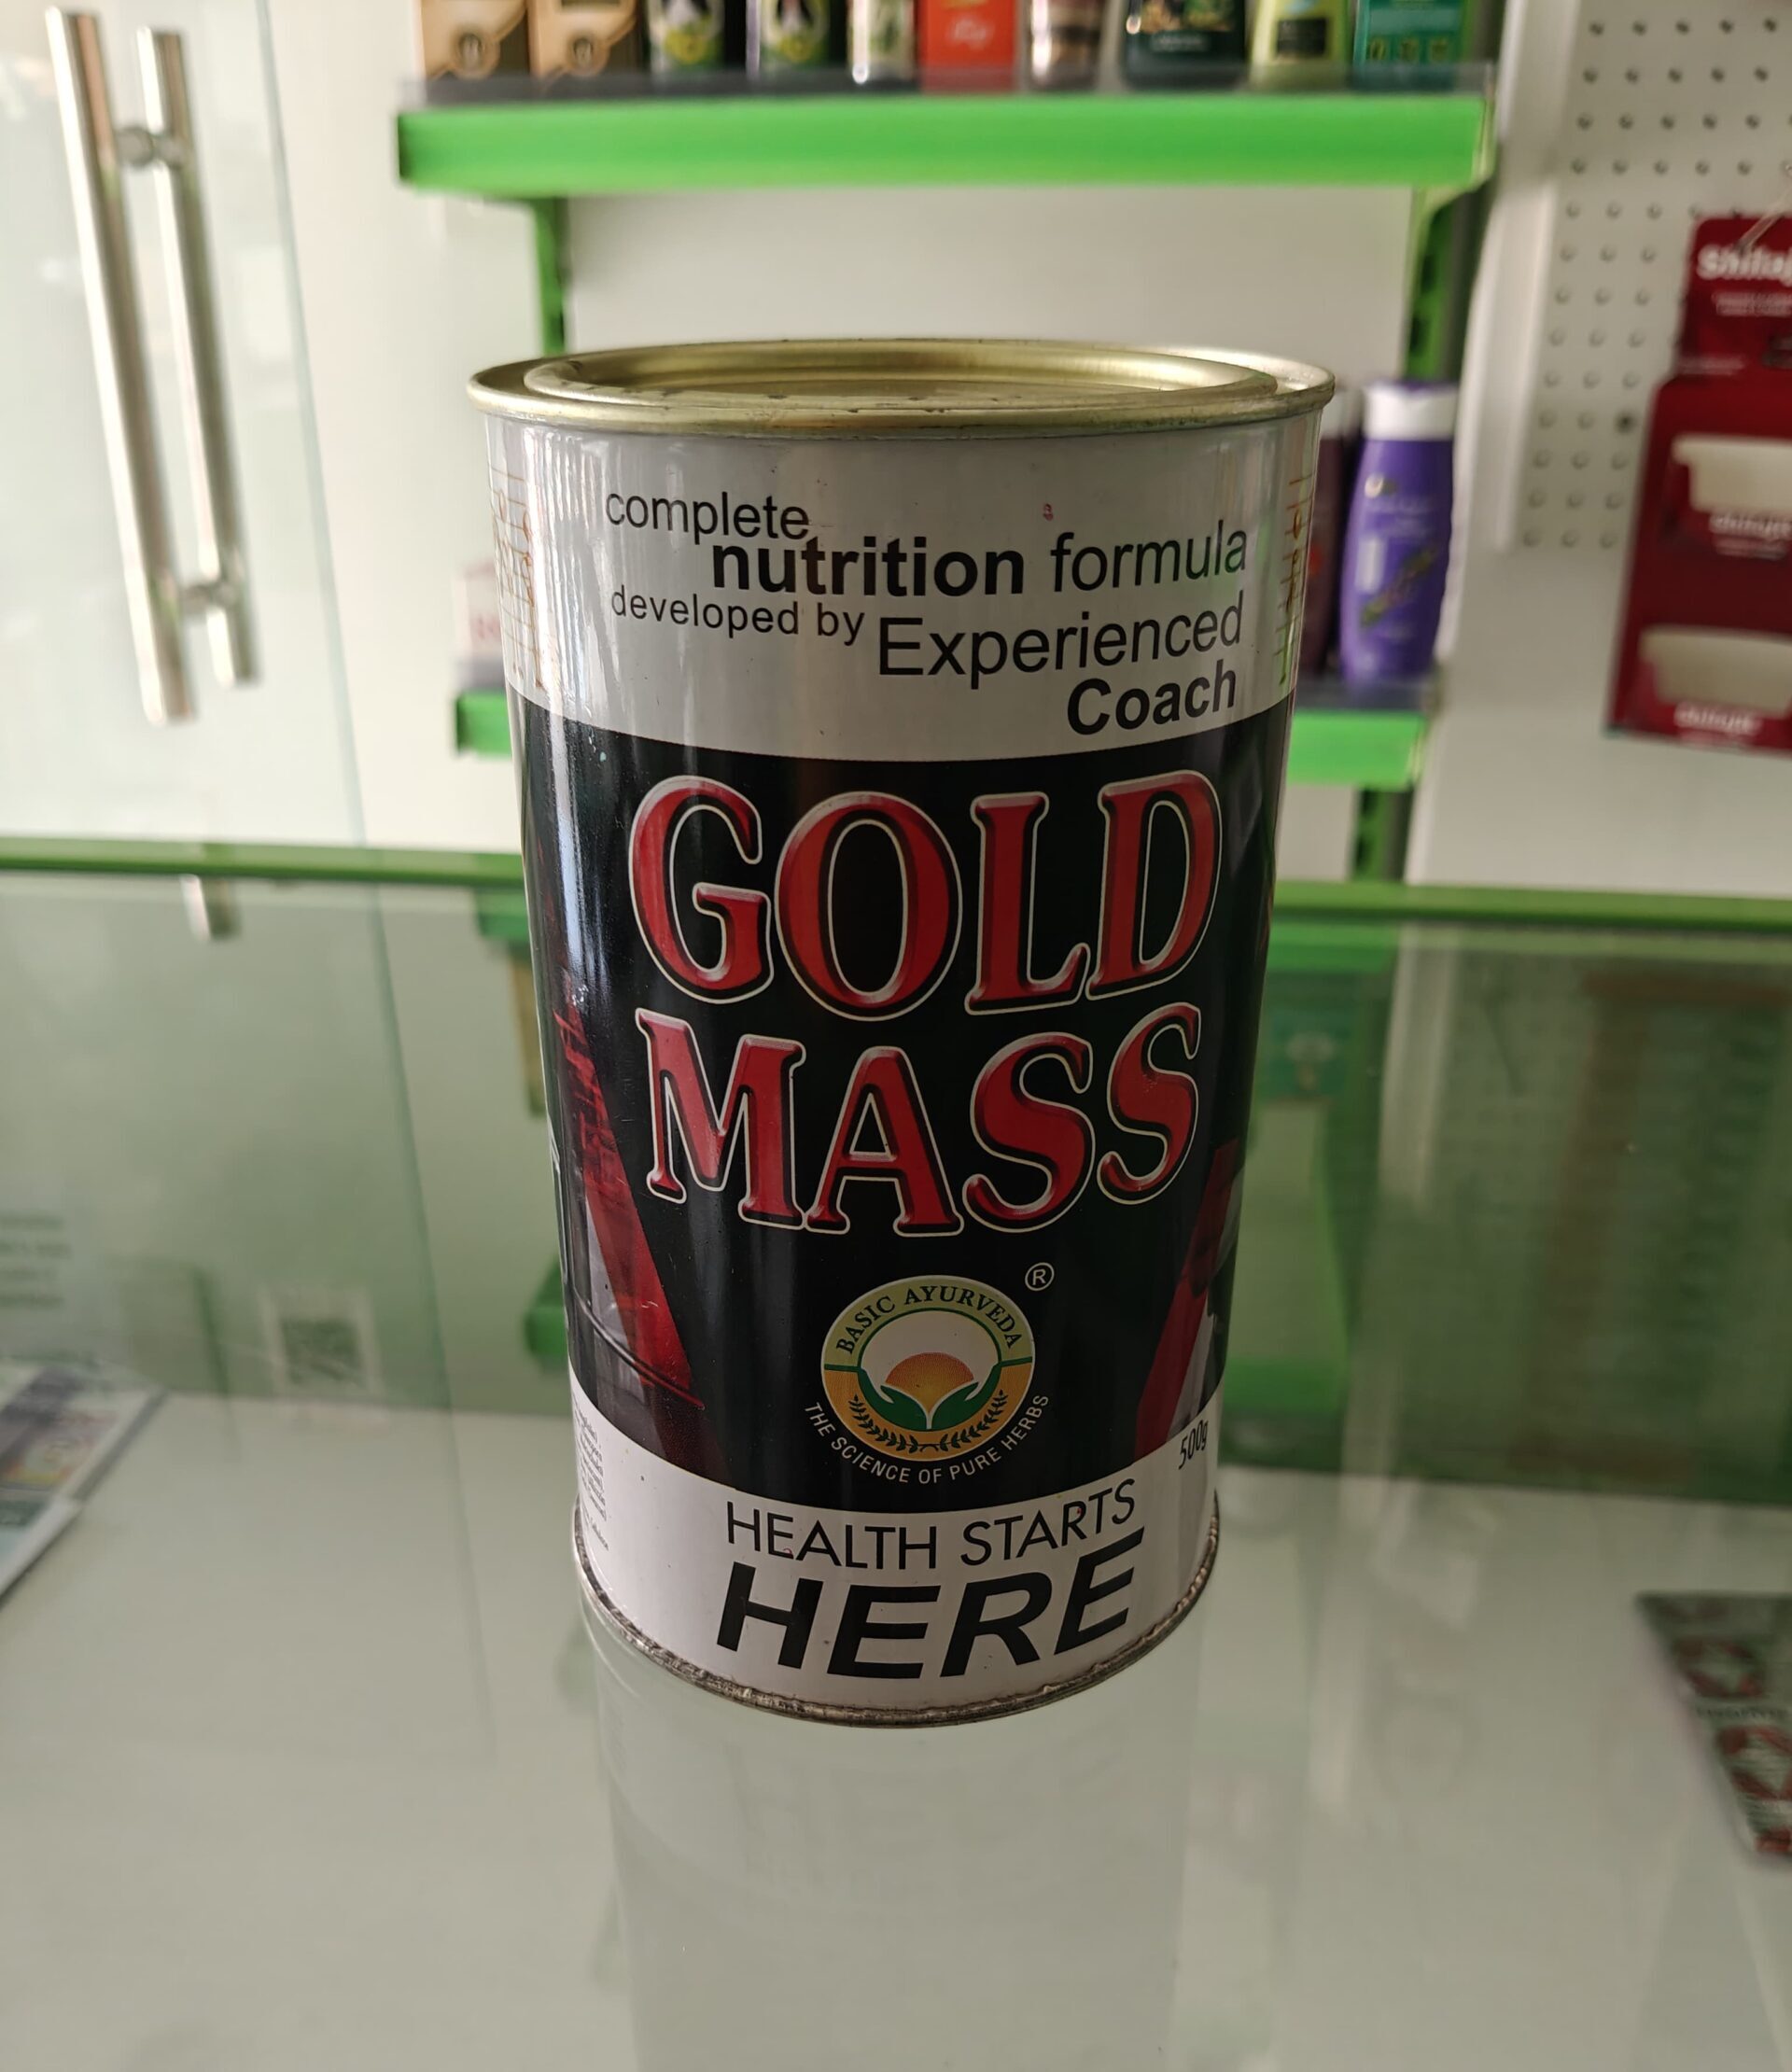 complete
nutrition formula
developed by Experienced
Coach
GOLD
MASS
®
BASIC AYURVEDA
THE SCIENCE OF PURE HERBS
500g
HEALTH STARTS
HERE